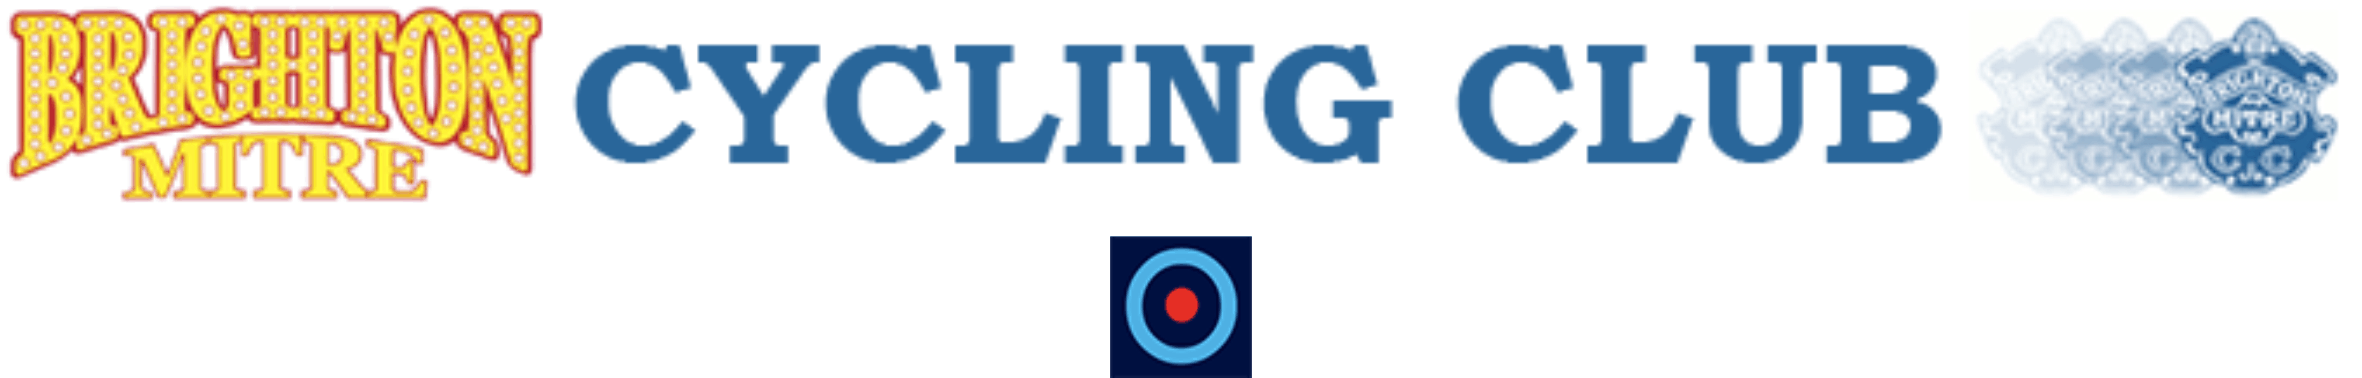 BRIGHTON
MITRE
CYCLING CLUB
BRIGHTON
MITRE
C.C